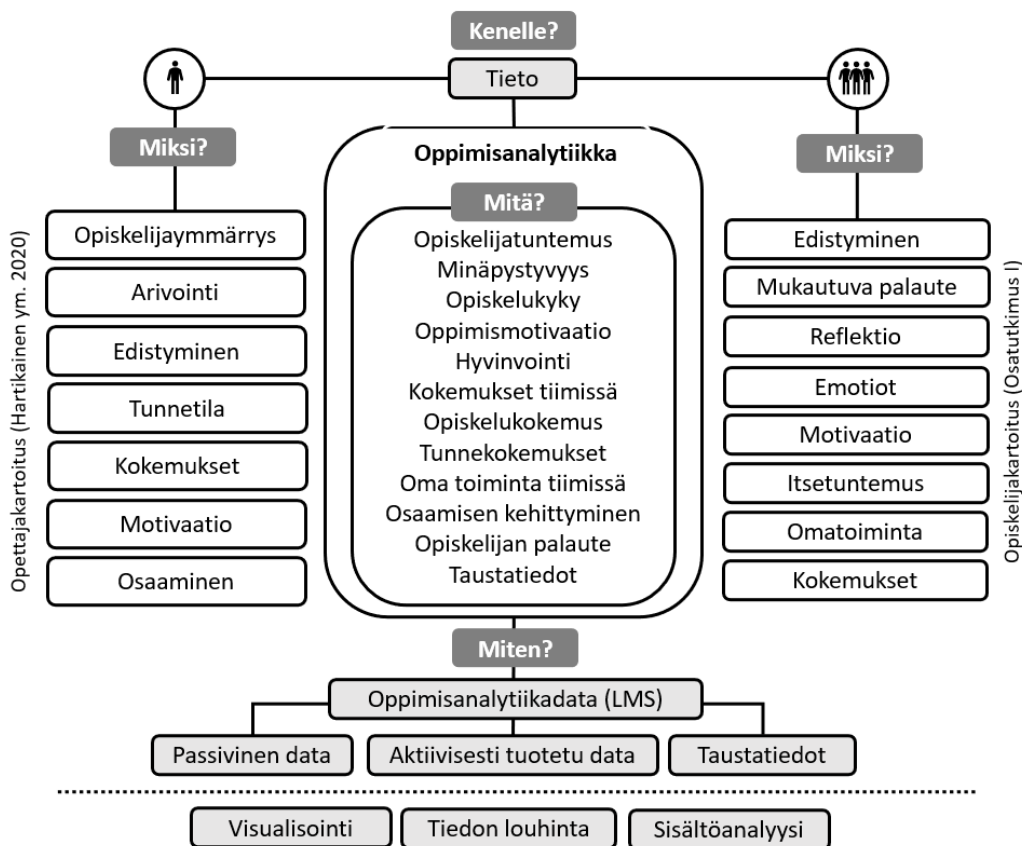 Kenelle?
Tieto
Miksi?
Opettajakartoitus (Hartikainen ym. 2020)
Opiskelijaymmärrys
Arivointi
Edistyminen
Tunnetila
Kokemukset
Motivaatio
Osaaminen
Oppimisanalytiikka
Mitä?
Opiskelijatuntemus
Minäpystyvyys
Opiskelukyky
Oppimismotivaatio
Hyvinvointi
Kokemukset tiimissä
Opiskelukokemus
Tunnekokemukset
Oma toiminta tiimissä
Osaamisen kehittyminen
Opiskelijan palaute
Taustatiedot
Miksi?
Edistyminen
Mukautuva palaute
Reflektio
Emotiot
Motivaatio
Itsetuntemus
Omatoiminta
Kokemukset
Opiskelijakartoitus (Osatutkimus I)
Miten?
Oppimisanalytiikadata (LMS)
Passivinen data
Aktiivisesti tuotetu data
Taustatiedot
Visualisointi
Tiedon louhinta
Sisältöanalyysi